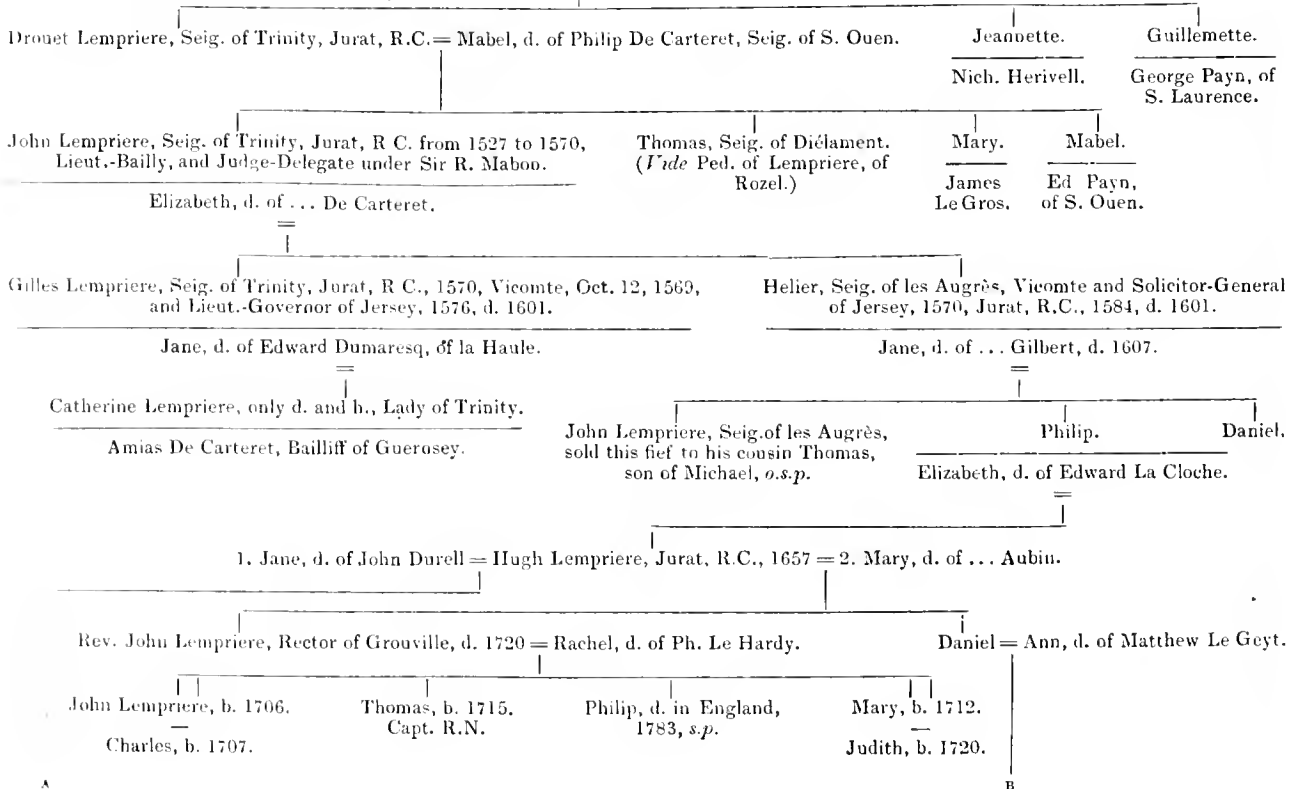 Drouet Lempriere, Seig. of Trinity, Jurat, R.C. = Mabel, d. of Philip De Carteret, Seig. of S. Ouen.
Jeannette.
Nich. Herivell.
Guillemette.
George Payn, of
S. Laurence.
John Lempriere, Seig. of Trinity, Jurat, R C. from 1527 to 1570,
Lieut.-Bailly, and Judge-Delegate under Sir R. Mabon.
Elizabeth, d. of ... De Carteret.
=
Thomas, Seig. of Diélament.
(Vide Ped. of Lempriere, of
Rozel.)
Mary.
James
Le Gros.
Mabel.
Ed Payn,
of S. Ouen.
Gilles Lempriere, Seig. of Trinity, Jurat, R C., 1570, Vicomte, Oct. 12, 1569,
and Lieut.-Governor of Jersey, 1576, d. 1601.
Jane, d. of Edward Dumaresq, of la Haule.
=
Helier, Seig. of les Augrès, Vicomte and Solicitor-General
of Jersey, 1570, Jurat, R.C., 1584, d. 1601.
Jane, d. of ... Gilbert, d. 1607.
=
Catherine Lempriere, only d. and h., Lady of Trinity.
Amias De Carteret, Bailliff of Guernsey.
John Lempriere, Seig. of les Augrès,
sold this fief to his cousin Thomas,
son of Michael, o.s.p.
Philip.
Elizabeth, d. of Edward La Cloche.
=
Daniel.
1. Jane, d. of John Durell = Hugh Lempriere, Jurat, R.C., 1657 = 2. Mary, d. of ... Aubin.
Rev. John Lempriere, Rector of Grouville, d. 1720 = Rachel, d. of Ph. Le Hardy.
Daniel = Ann, d. of Matthew Le Geyt.
John Lempriere, b. 1706.
Charles, b. 1707.
Thomas, b. 1715.
Capt. R.N.
Philip, d. in England,
1783, s.p.
Mary, b. 1712.
Judith, b. 1720.
A
B